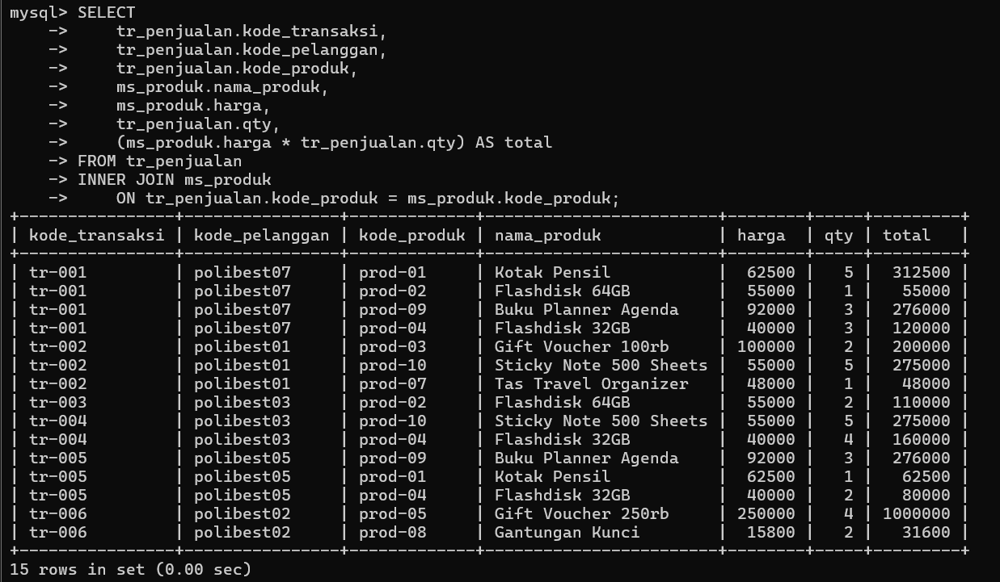 mysql> SELECT
    ->     tr_penjualan.kode_transaksi,
    ->     tr_penjualan.kode_pelanggan,
    ->     tr_penjualan.kode_produk,
    ->     ms_produk.nama_produk,
    ->     ms_produk.harga,
    ->     tr_penjualan.qty,
    ->     (ms_produk.harga * tr_penjualan.qty) AS total
    -> FROM tr_penjualan
    -> INNER JOIN ms_produk
    ->     ON tr_penjualan.kode_produk = ms_produk.kode_produk;
+----------------+----------------+-------------+------------------------+--------+-----+---------+
| kode_transaksi | kode_pelanggan | kode_produk | nama_produk            | harga  | qty | total   |
+----------------+----------------+-------------+------------------------+--------+-----+---------+
| tr-001         | polibest07     | prod-01     | Kotak Pensil           |  62500 |   5 |  312500 |
| tr-001         | polibest07     | prod-02     | Flashdisk 64GB         |  55000 |   1 |   55000 |
| tr-001         | polibest07     | prod-09     | Buku Planner Agenda    |  92000 |   3 |  276000 |
| tr-001         | polibest07     | prod-04     | Flashdisk 32GB         |  40000 |   3 |  120000 |
| tr-002         | polibest01     | prod-03     | Gift Voucher 100rb     | 100000 |   2 |  200000 |
| tr-002         | polibest01     | prod-10     | Sticky Note 500 Sheets |  55000 |   5 |  275000 |
| tr-002         | polibest01     | prod-07     | Tas Travel Organizer   |  48000 |   1 |   48000 |
| tr-003         | polibest03     | prod-02     | Flashdisk 64GB         |  55000 |   2 |  110000 |
| tr-004         | polibest03     | prod-10     | Sticky Note 500 Sheets |  55000 |   5 |  275000 |
| tr-004         | polibest03     | prod-04     | Flashdisk 32GB         |  40000 |   4 |  160000 |
| tr-005         | polibest05     | prod-09     | Buku Planner Agenda    |  92000 |   3 |  276000 |
| tr-005         | polibest05     | prod-01     | Kotak Pensil           |  62500 |   1 |   62500 |
| tr-005         | polibest05     | prod-04     | Flashdisk 32GB         |  40000 |   2 |   80000 |
| tr-006         | polibest02     | prod-05     | Gift Voucher 250rb     | 250000 |   4 | 1000000 |
| tr-006         | polibest02     | prod-08     | Gantungan Kunci        |  15800 |   2 |   31600 |
+----------------+----------------+-------------+------------------------+--------+-----+---------+
15 rows in set (0.00 sec)